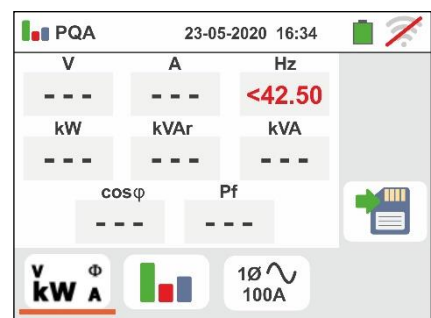 PQA 23-05-2020 16:34
V A Hz
- - - - - - <42.50
kW kVAr kVA
- - - - - - - - -
cosφ Pf
- - - - - -
V Φ
kW A
1Ø
100A